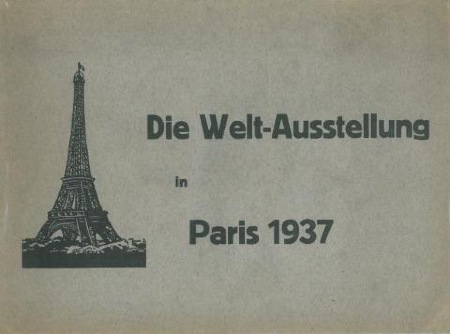 Die Welt-Ausstellung
in
Paris 1937